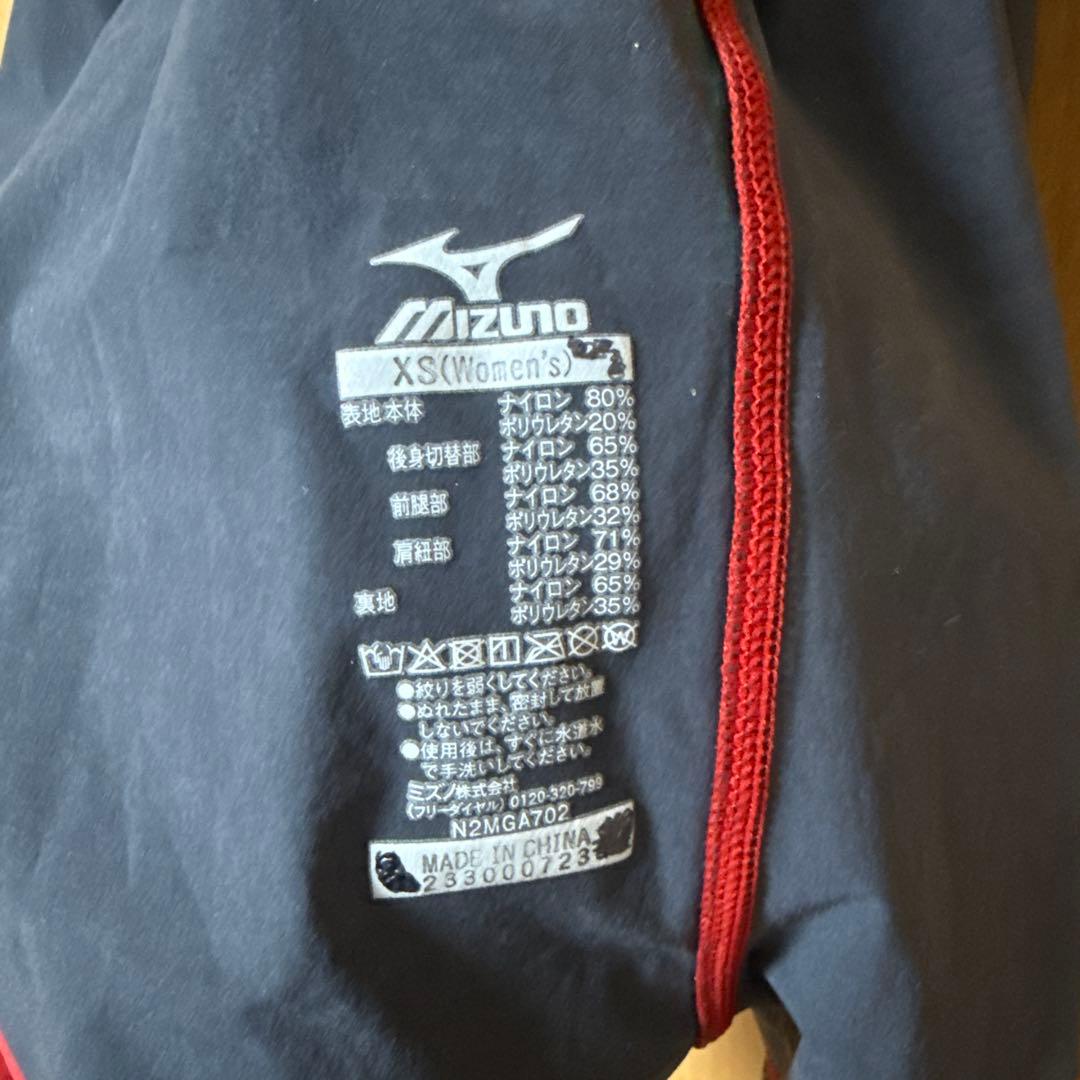 MIZUNO
XS(Women's)
表地 本体 ナイロン 80%
ポリウレタン20%
後身切替部 ナイロン 65%
ポリウレタン35%
前腿部 ナイロン 68%
ポリウレタン32%
肩紐部 ナイロン 71%
ポリウレタン29%
裏地 ナイロン 65%
ポリウレタン35%
●絞りを弱くしてください。
●ぬれたまま、密封して放置
しないでください。
●使用後は、すぐに水道水
で手洗いしてください。
ミズノ株式会社
(フリーダイヤル) 0120-320-799
N2MGA702
MADE IN CHINA
233000723